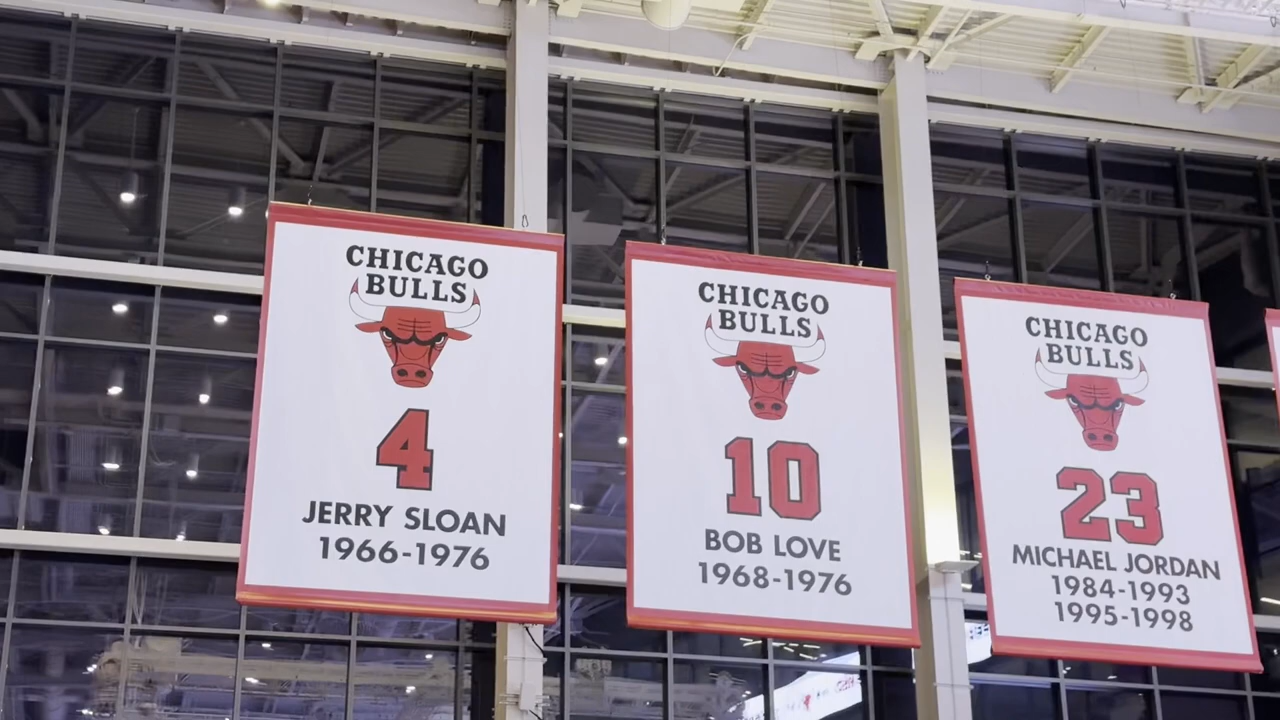 CHICAGO
BULLS
4
JERRY SLOAN
1966-1976
CHICAGO
BULLS
10
BOB LOVE
1968-1976
CHICAGO
BULLS
23
MICHAEL JORDAN
1984-1993
1995-1998